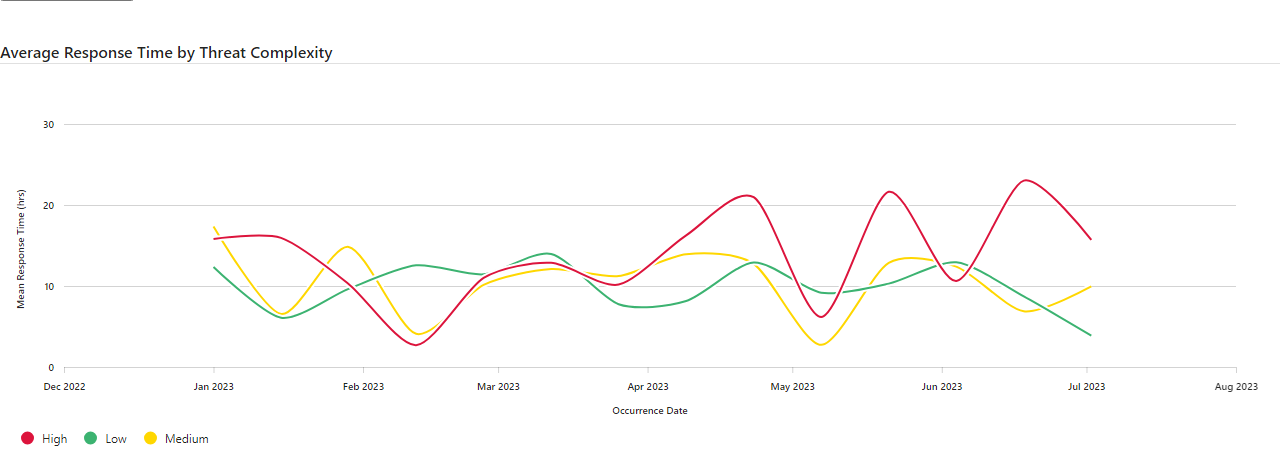 Average Response Time by Threat Complexity
30
20
10
0
Mean Response Time (hrs)
Dec 2022 Jan 2023 Feb 2023 Mar 2023 Apr 2023 May 2023 Jun 2023 Jul 2023 Aug 2023
Occurrence Date
High Low Medium